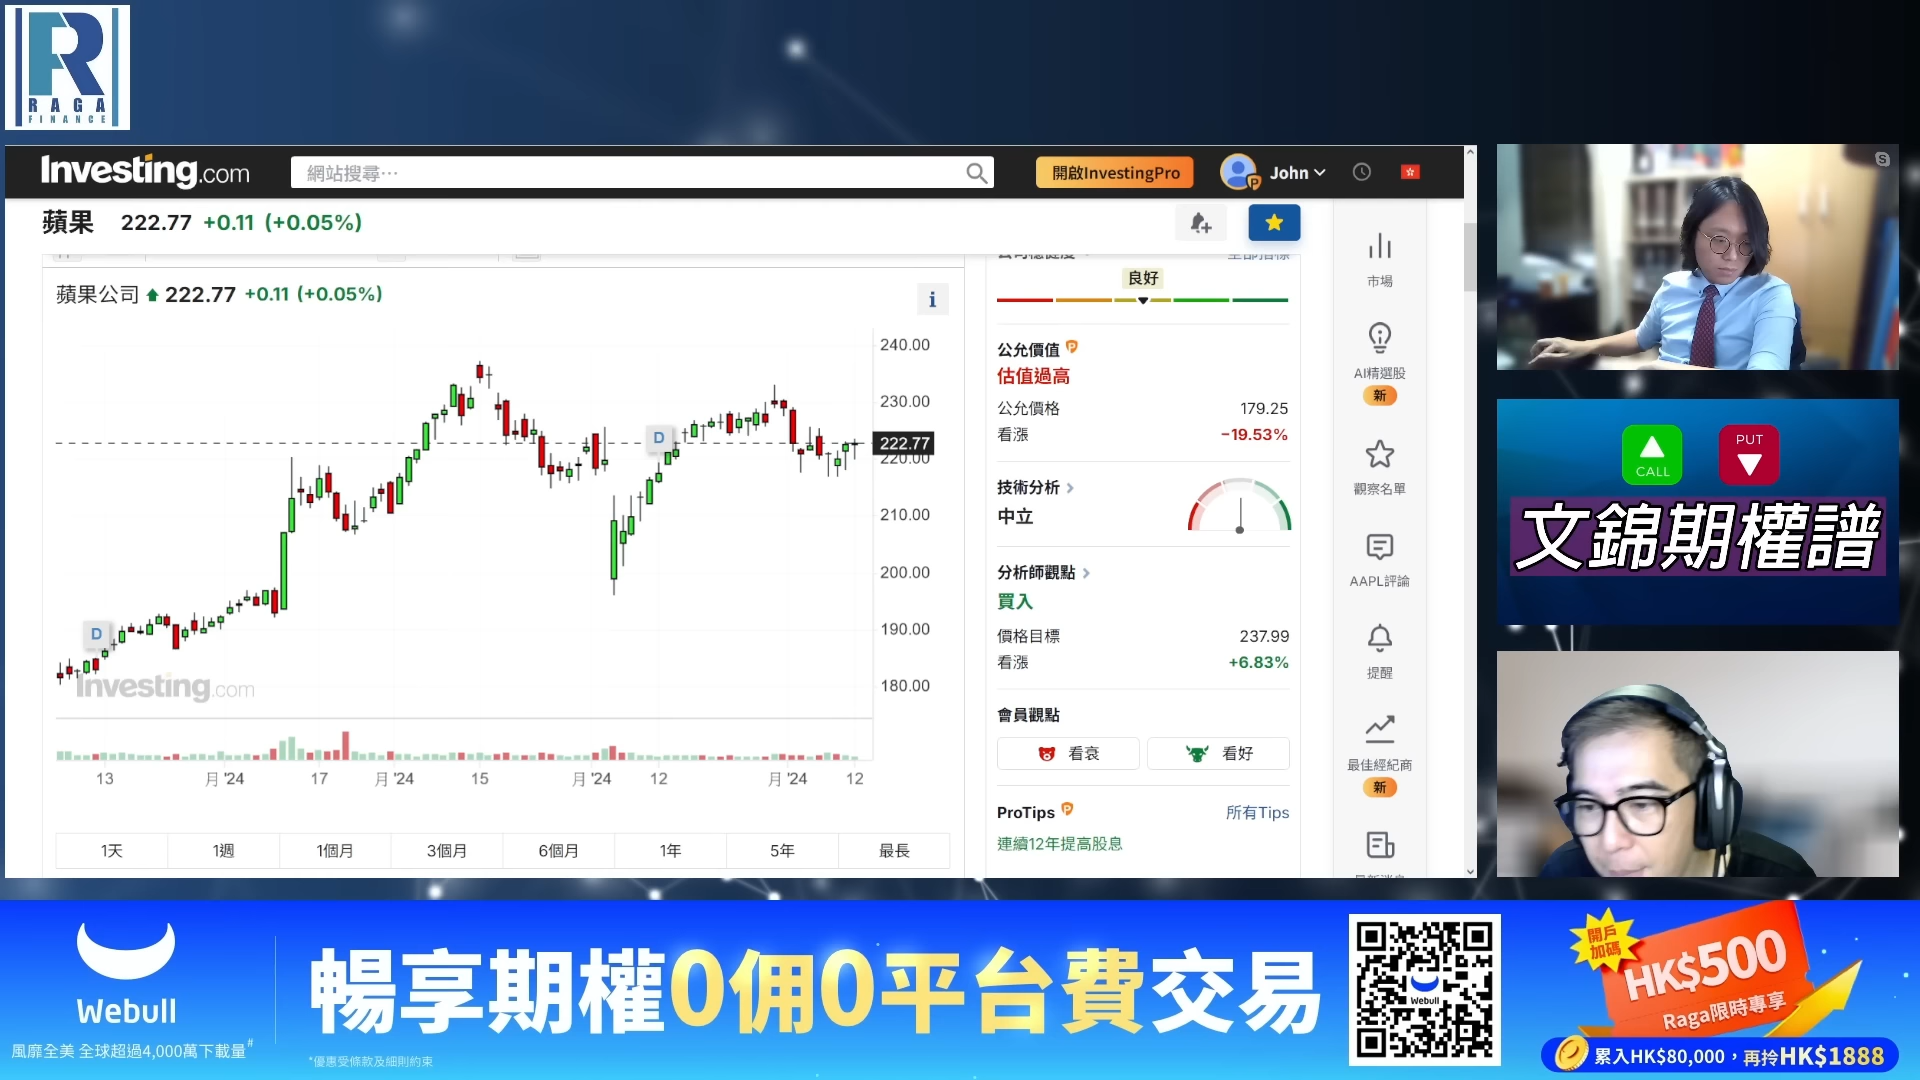 RAGA
FINANCE
Investing.com
網站搜尋…
開啟InvestingPro
John
蘋果 222.77 +0.11 (+0.05%)
蘋果公司 222.77 +0.11 (+0.05%)
240.00
230.00
222.77
220.00
210.00
200.00
190.00
180.00
D
D
Investing.com
13 月 '24 17 月 '24 15 月 '24 12 月 '24 12
1天 1週 1個月 3個月 6個月 1年 5年 最長
良好
公允價值
估值過高
公允價格 179.25
看漲 -19.53%
技術分析
中立
分析師觀點
買入
價格目標 237.99
看漲 +6.83%
會員觀點
看衰 看好
ProTips 所有Tips
連續12年提高股息
市場
AI精選股
新
觀察名單
AAPL評論
提醒
最佳經紀商
新
CALL PUT
文錦期權譜
Webull
風靡全美 全球超過4,000萬下載量#
暢享期權0佣0平台費交易
*優惠受條款及細則約束
Webull
開戶
加碼
HK$500
Raga限時專享
累入HK$80,000，再拎HK$1888